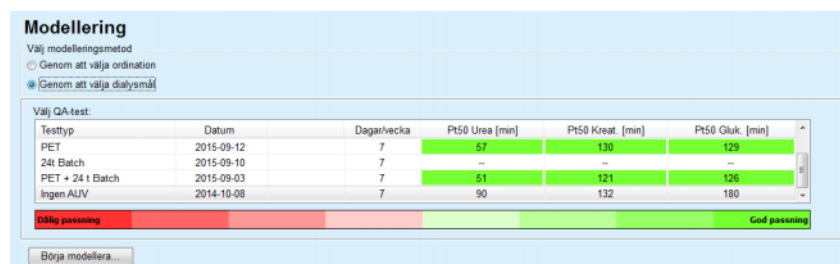 Modellering
Välj modelleringsmetod
Genom att välja ordination
Genom att välja dialysmål
Välj QA-test:
Testtyp Datum Dagar/vecka Pt50 Urea [min] Pt50 Kreat. [min] Pt50 Gluk. [min]
PET 2015-09-12 7 57 130 129
24t Batch 2015-09-10 7 -- -- --
PET + 24 t Batch 2015-09-03 7 51 121 126
Ingen AUV 2014-10-08 7 90 132 180
Dålig passning God passning
Börja modellera...